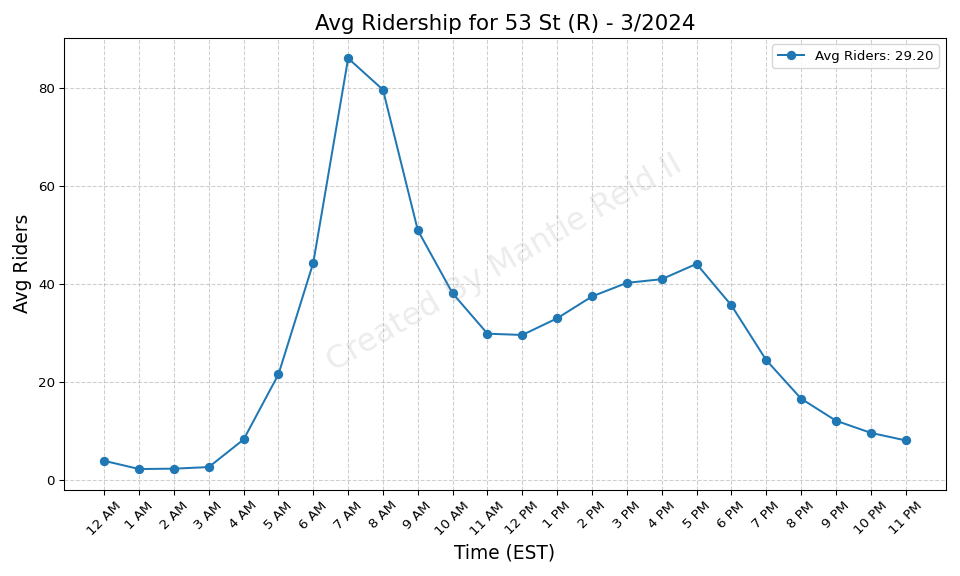 Avg Ridership for 53 St (R) - 3/2024
Avg Riders: 29.20
Avg Riders
80
60
40
20
0
Created By Mantie Reid II
12 AM
1 AM
2 AM
3 AM
4 AM
5 AM
6 AM
7 AM
8 AM
9 AM
10 AM
11 AM
12 PM
1 PM
2 PM
3 PM
4 PM
5 PM
6 PM
7 PM
8 PM
9 PM
10 PM
11 PM
Time (EST)